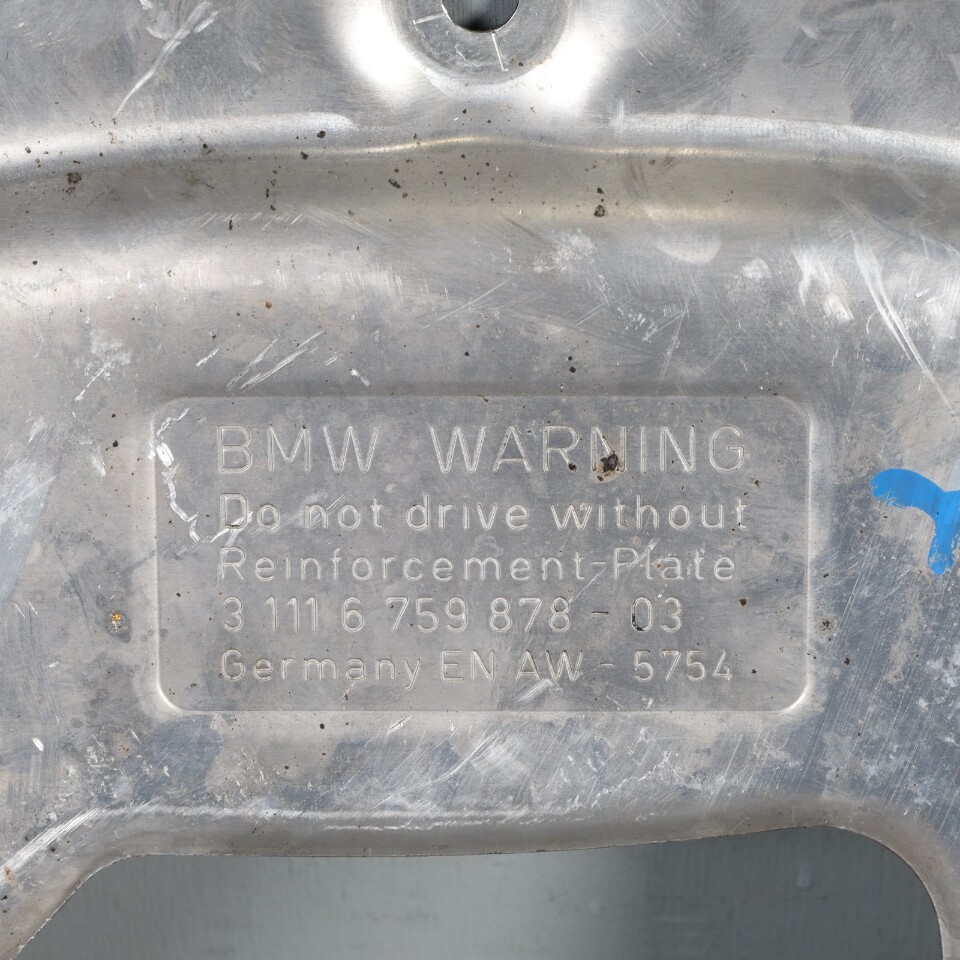 BMW WARNING
Do not drive without
Reinforcement-Plate
3 111 6 759 878 - 03
Germany EN AW - 5754